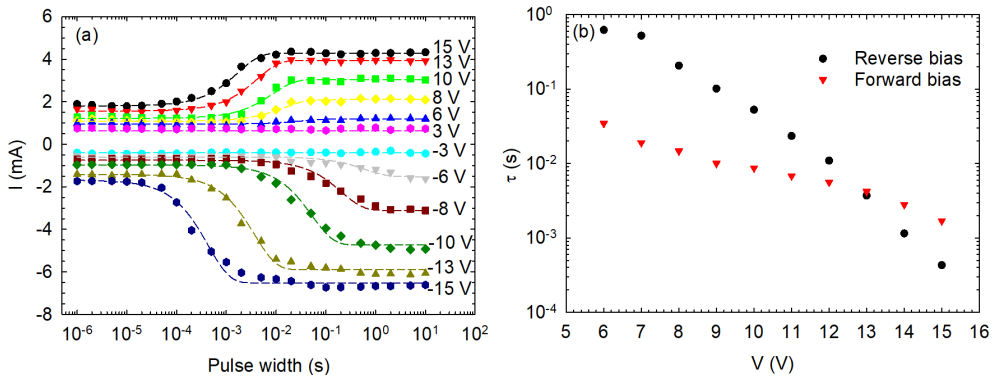 (a)
6
4
2
0
-2
-4
-6
-8
I (mA)
15 V
13 V
10 V
8 V
6 V
3 V
-3 V
-6 V
-8 V
-10 V
-13 V
-15 V
10⁻⁶ 10⁻⁵ 10⁻⁴ 10⁻³ 10⁻² 10⁻¹ 10⁰ 10¹ 10²
Pulse width (s)
(b)
Reverse bias
Forward bias
10⁰
10⁻¹
10⁻²
10⁻³
10⁻⁴
τ (s)
5 6 7 8 9 10 11 12 13 14 15 16
V (V)